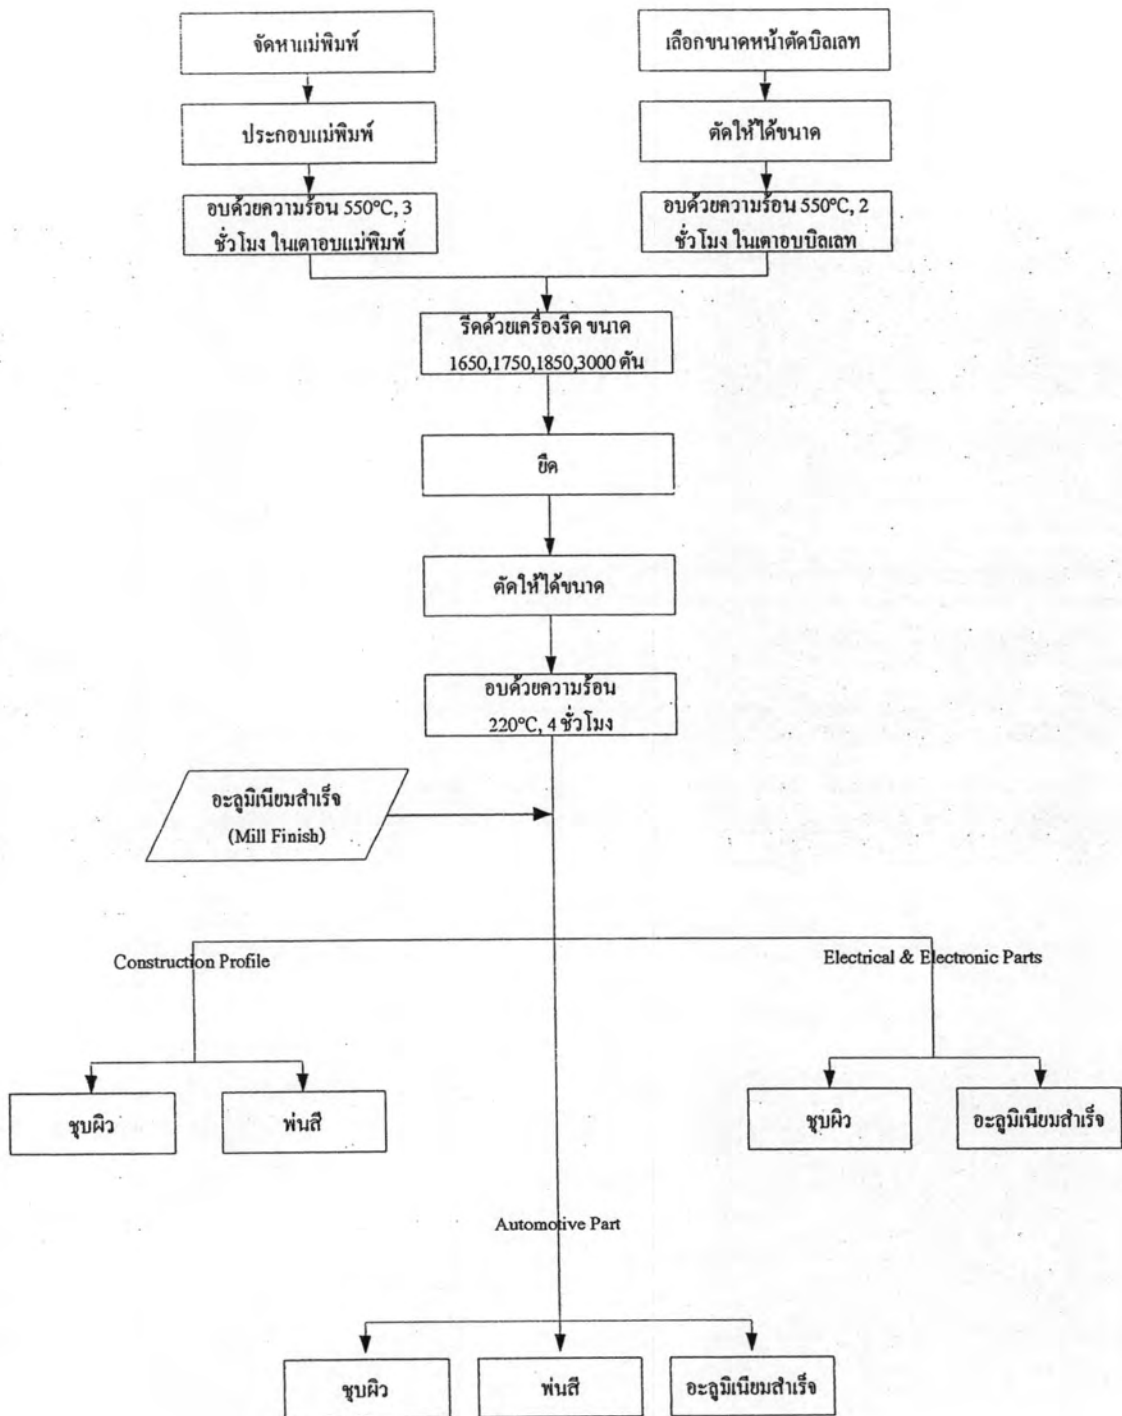 จัดหาแม่พิมพ์
เลือกขนาดหน้าตัดบิลเลท
ประกอบแม่พิมพ์
ตัดให้ได้ขนาด
อบด้วยความร้อน 550°C, 3
ชั่วโมง ในเตาอบแม่พิมพ์
อบด้วยความร้อน 550°C, 2
ชั่วโมง ในเตาอบบิลเลท
รีดด้วยเครื่องรีด ขนาด
1650,1750,1850,3000 ตัน
ยืด
ตัดให้ได้ขนาด
อบด้วยความร้อน
220°C, 4 ชั่วโมง
อะลูมิเนียมสำเร็จ
(Mill Finish)
Construction Profile
Electrical & Electronic Parts
ชุบผิว
พ่นสี
ชุบผิว
อะลูมิเนียมสำเร็จ
Automotive Part
ชุบผิว
พ่นสี
อะลูมิเนียมสำเร็จ